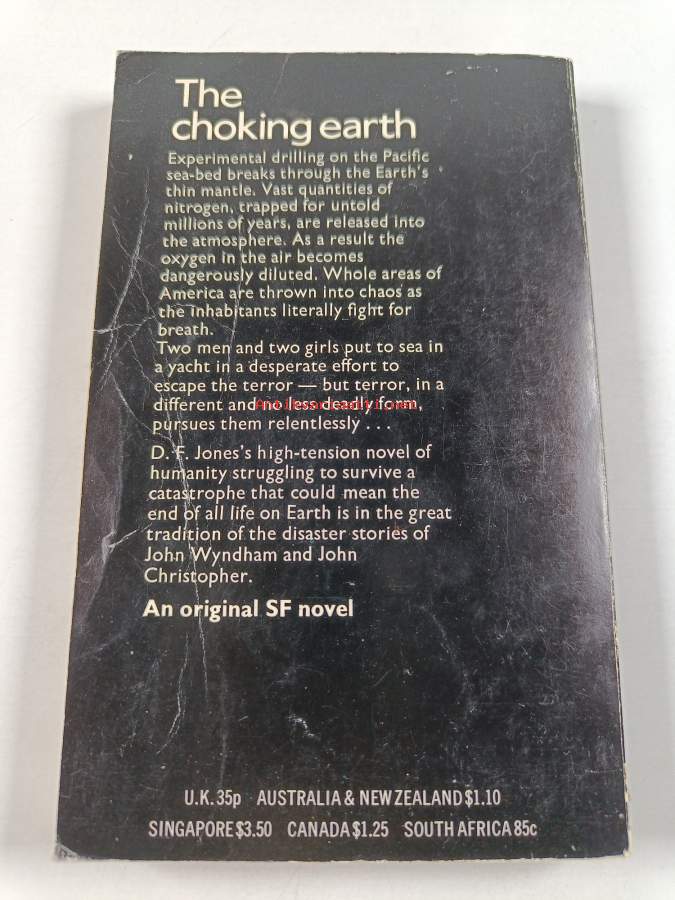 The
choking earth
Experimental drilling on the Pacific
sea-bed breaks through the Earth's
thin mantle. Vast quantities of
nitrogen, trapped for untold
millions of years, are released into
the atmosphere. As a result the
oxygen in the air becomes
dangerously diluted. Whole areas of
America are thrown into chaos as
the inhabitants literally fight for
breath.
Two men and two girls put to sea in
a yacht in a desperate effort to
escape the terror — but terror, in a
different and no less deadly form,
pursues them relentlessly . . .
D. F. Jones's high-tension novel of
humanity struggling to survive a
catastrophe that could mean the
end of all life on Earth is in the great
tradition of the disaster stories of
John Wyndham and John
Christopher.
An original SF novel
U.K. 35p AUSTRALIA & NEW ZEALAND $1.10
SINGAPORE $3.50 CANADA $1.25 SOUTH AFRICA 85c